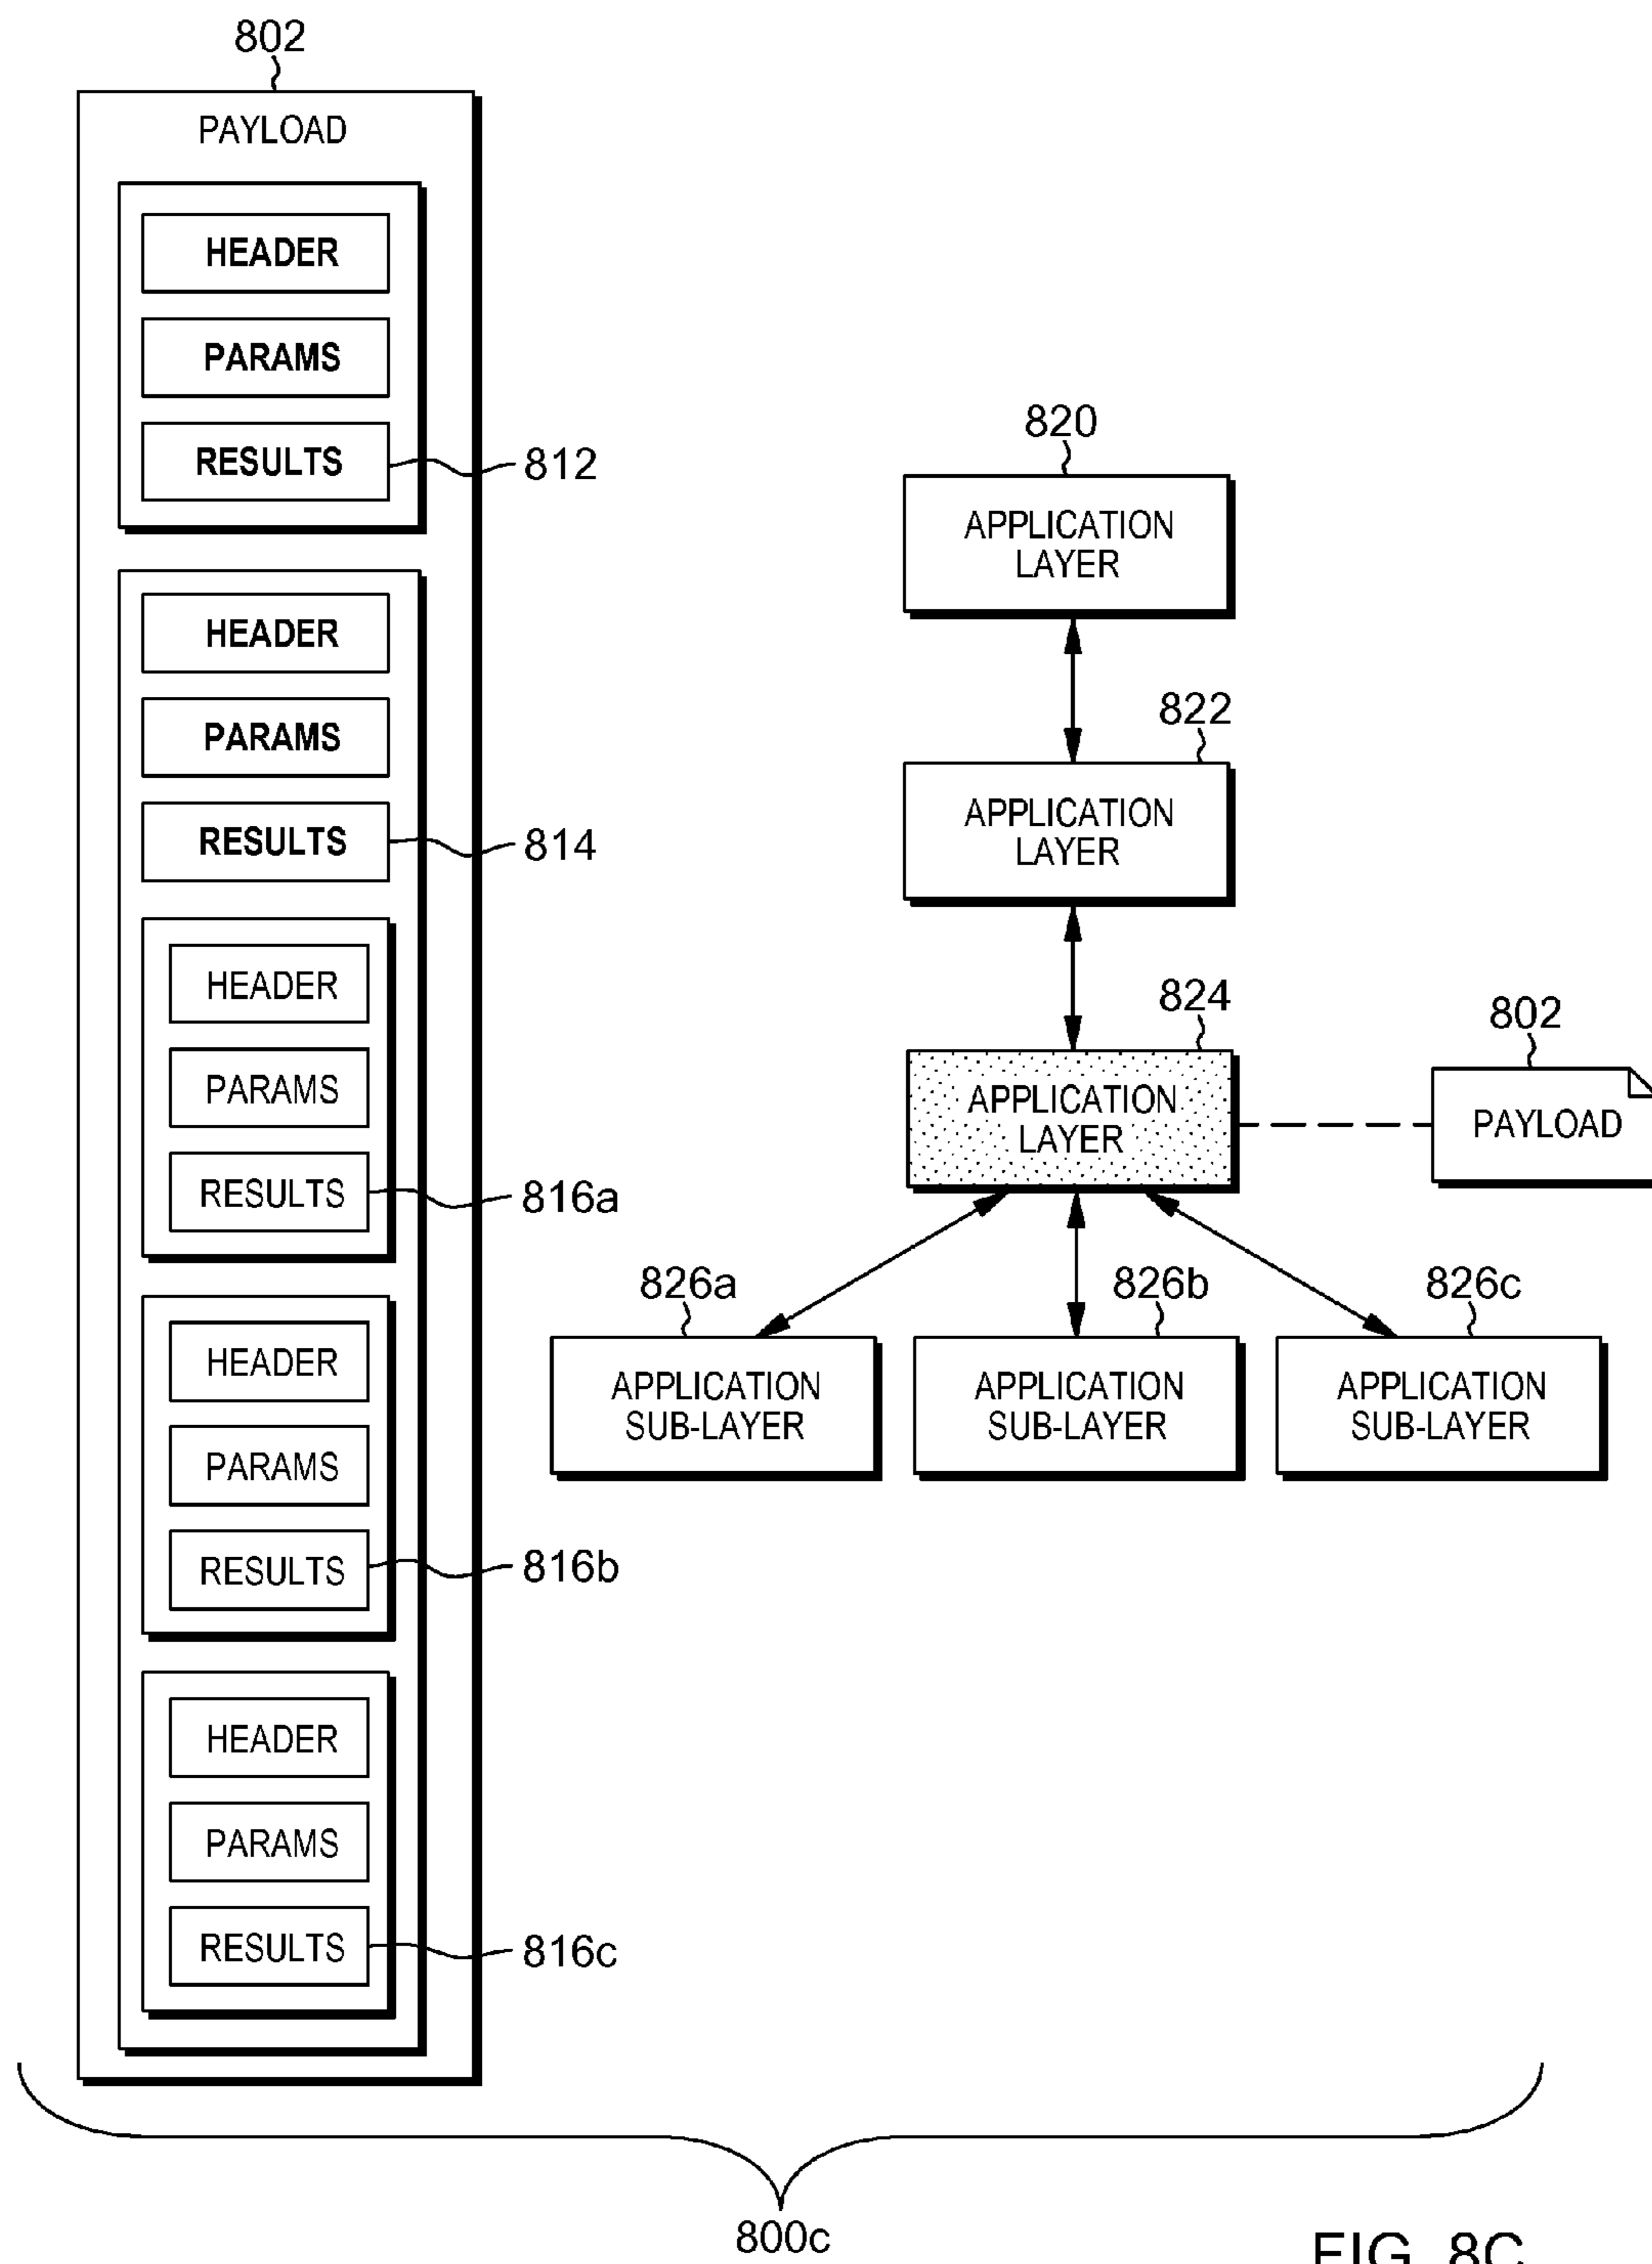 802
PAYLOAD
HEADER
PARAMS
RESULTS
812
HEADER
PARAMS
RESULTS
814
HEADER
PARAMS
RESULTS
816a
HEADER
PARAMS
RESULTS
816b
HEADER
PARAMS
RESULTS
816c
820
APPLICATION
LAYER
822
APPLICATION
LAYER
824
APPLICATION
LAYER
802
PAYLOAD
826a
APPLICATION
SUB-LAYER
826b
APPLICATION
SUB-LAYER
826c
APPLICATION
SUB-LAYER
800c
FIG. 8C